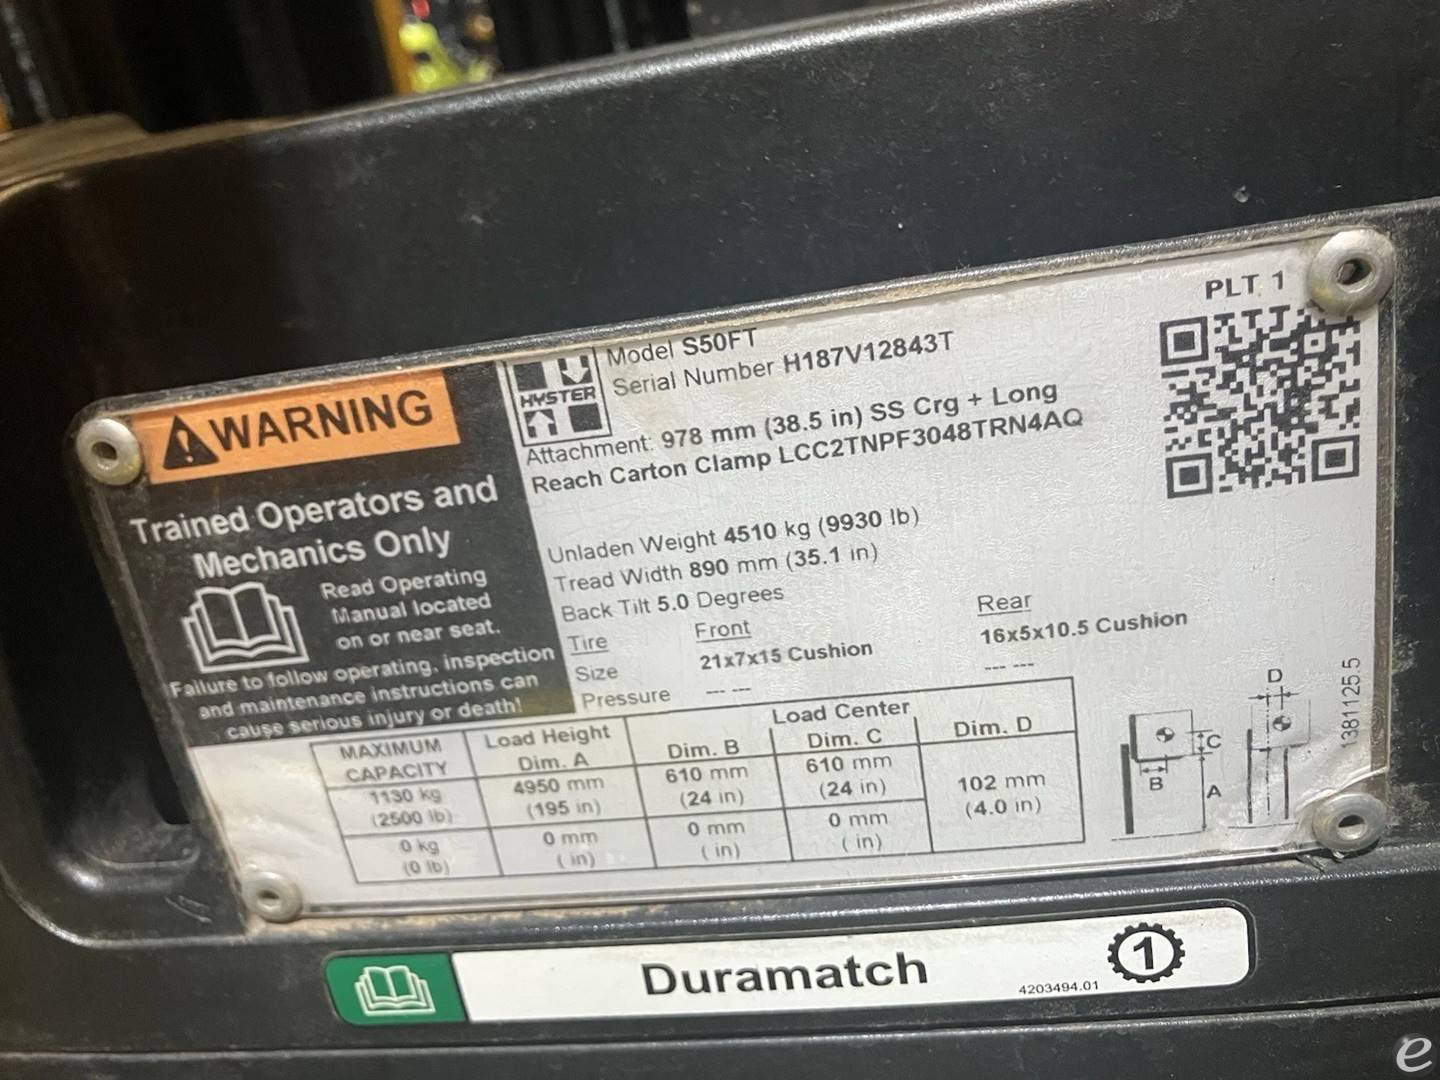 PLT 1
WARNING
Trained Operators and
Mechanics Only
Read Operating
Manual located
on or near seat.
Failure to follow operating, inspection
and maintenance instructions can
cause serious injury or death!
HYSTER
Model S50FT
Serial Number H187V12843T
Attachment: 978 mm (38.5 in) SS Crg + Long
Reach Carton Clamp LCC2TNPF3048TRN4AQ
Unladen Weight 4510 kg (9930 lb)
Tread Width 890 mm (35.1 in)
Back Tilt 5.0 Degrees
Tire Front Rear
Size 21x7x15 Cushion 16x5x10.5 Cushion
Pressure --- --- --- ---
MAXIMUM CAPACITY Load Height Dim. A Load Center
Dim. B Dim. C Dim. D
1130 kg 4950 mm 610 mm 610 mm 102 mm
(2500 lb) (195 in) (24 in) (24 in) (4.0 in)
0 kg 0 mm 0 mm 0 mm
(0 lb) ( in) ( in) ( in)
D
C
B
A
1381125.5
Duramatch
4203494.01
1
e